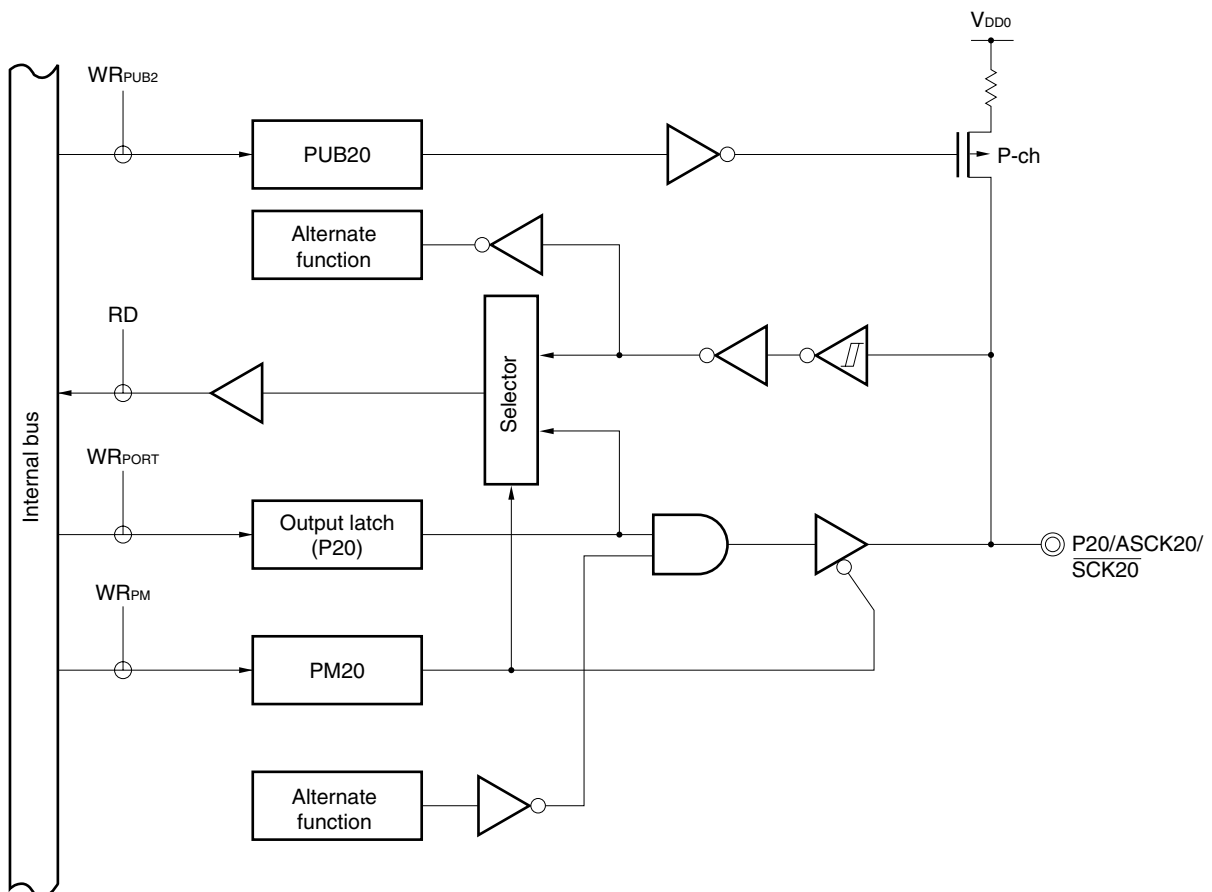 VDD0
WRPUB2
PUB20
P-ch
Alternate
function
RD
Selector
Internal bus
WRPORT
Output latch
(P20)
P20/ASCK20/
SCK20
WRPM
PM20
Alternate
function